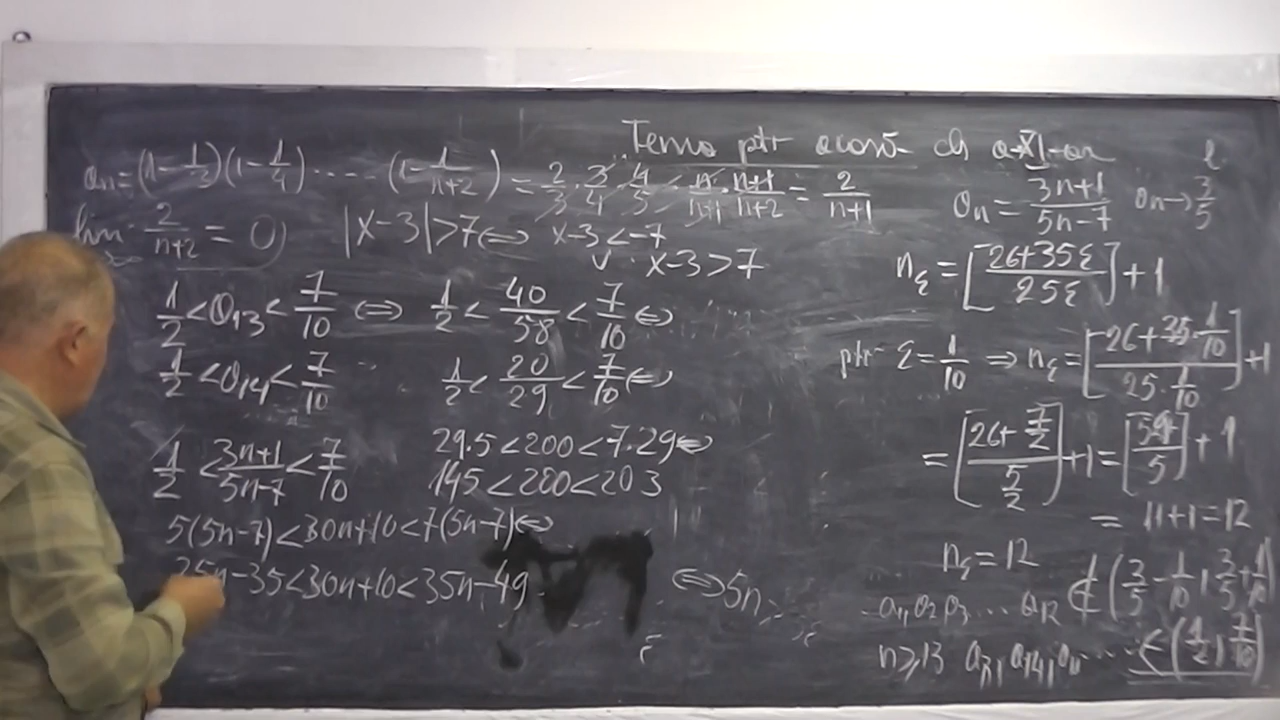 Tema ptr acasă
aₙ=(1-1/3)(1-1/4).....(1-1/(n+2)) = 2/3·3/4·4/5...n/(n+1)·(n+1)/(n+2) = 2/(n+1)
lim 2/(n+2) = 0
|x-3|>7 ⇔ x-3<-7
v x-3>7
1/2<a₁₃<7/10 ⇔ 1/2<40/58<7/10 ⇔
1/2<a₁₄<7/10 1/2<20/29<7/10 ⇔
29.5<200<7.29 ⇔
145<200<203
1/2<(3n+1)/(5n-7)<7/10
5(5n-7)<30n+10<7(5n-7) ⇔
25n-35<30n+10<35n-49
⇔ 5n
aₙ=(3n+1)/(5n-7) aₙ→3/5
n_ε=[(26+35ε)/(25ε)]+1
ptr ε=1/10 ⇒ n_ε=[(26+35·1/10)/(25·1/10)]+1
=[(26+7/2)/(5/2)]+1=[59/5]+1
= 11+1=12
n_ε=12
a₁,a₂,a₃...a₁₂ ∉ (3/5-1/10,3/5+1/10)
n≥13 a₁₃,a₁₄,.... ∈(1/2,7/10)